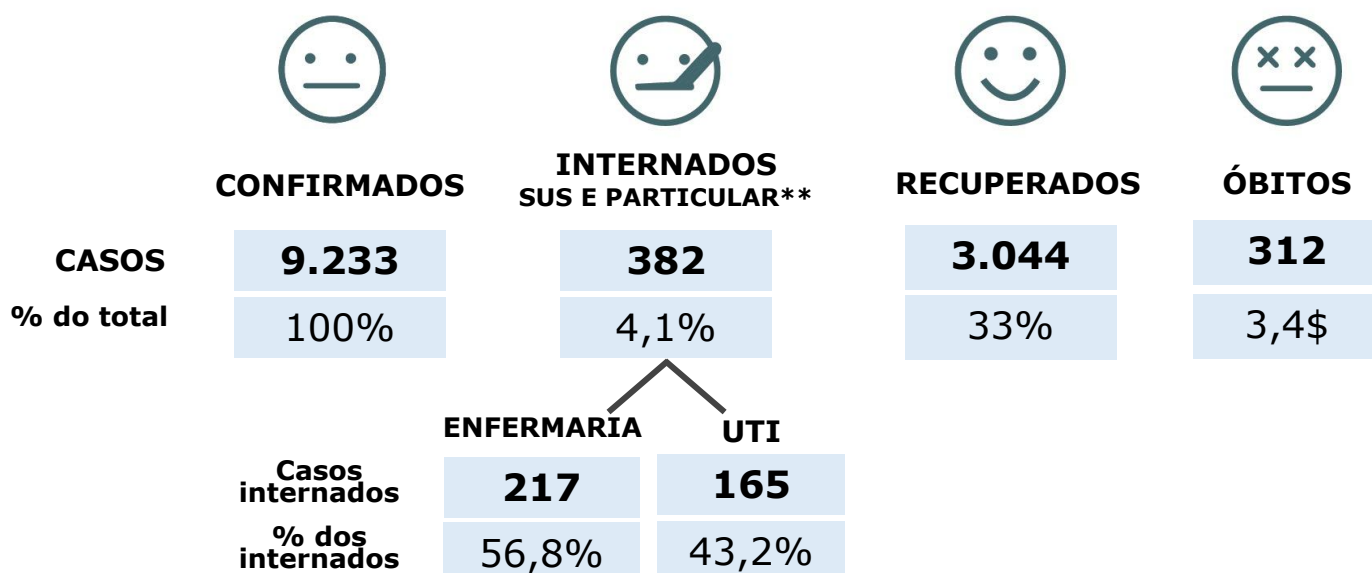 CONFIRMADOS
INTERNADOS
SUS E PARTICULAR**
RECUPERADOS
ÓBITOS
CASOS
9.233
382
3.044
312
% do total
100%
4,1%
33%
3,4$
ENFERMARIA
UTI
Casos
internados
217
165
% dos
internados
56,8%
43,2%